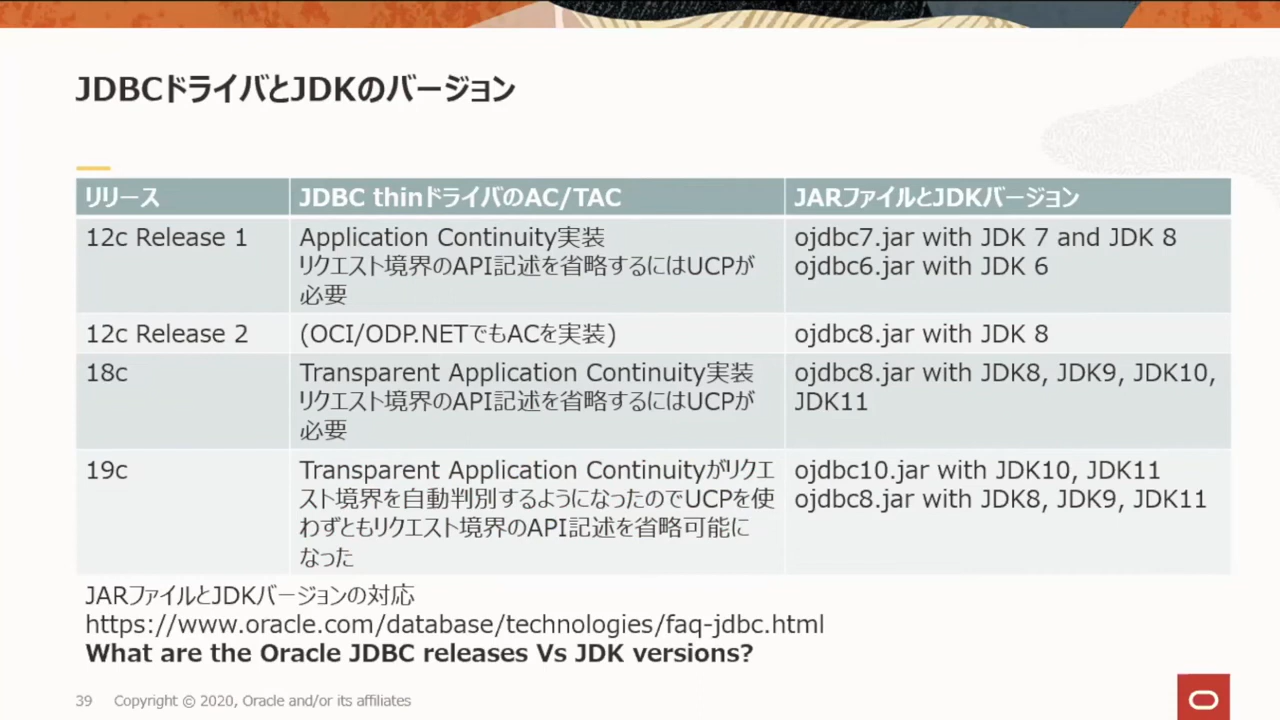 JDBCドライバとJDKのバージョン
リリース
JDBC thinドライバのAC/TAC
JARファイルとJDKバージョン
12c Release 1
Application Continuity実装
リクエスト境界のAPI記述を省略するにはUCPが
必要
ojdbc7.jar with JDK 7 and JDK 8
ojdbc6.jar with JDK 6
12c Release 2
(OCI/ODP.NETでもACを実装)
ojdbc8.jar with JDK 8
18c
Transparent Application Continuity実装
リクエスト境界のAPI記述を省略するにはUCPが
必要
ojdbc8.jar with JDK8, JDK9, JDK10,
JDK11
19c
Transparent Application Continuityがリクエ
スト境界を自動判別するようになったのでUCPを使
わずともリクエスト境界のAPI記述を省略可能に
なった
ojdbc10.jar with JDK10, JDK11
ojdbc8.jar with JDK8, JDK9, JDK11
JARファイルとJDKバージョンの対応
https://www.oracle.com/database/technologies/faq-jdbc.html
What are the Oracle JDBC releases Vs JDK versions?
39 Copyright © 2020, Oracle and/or its affiliates